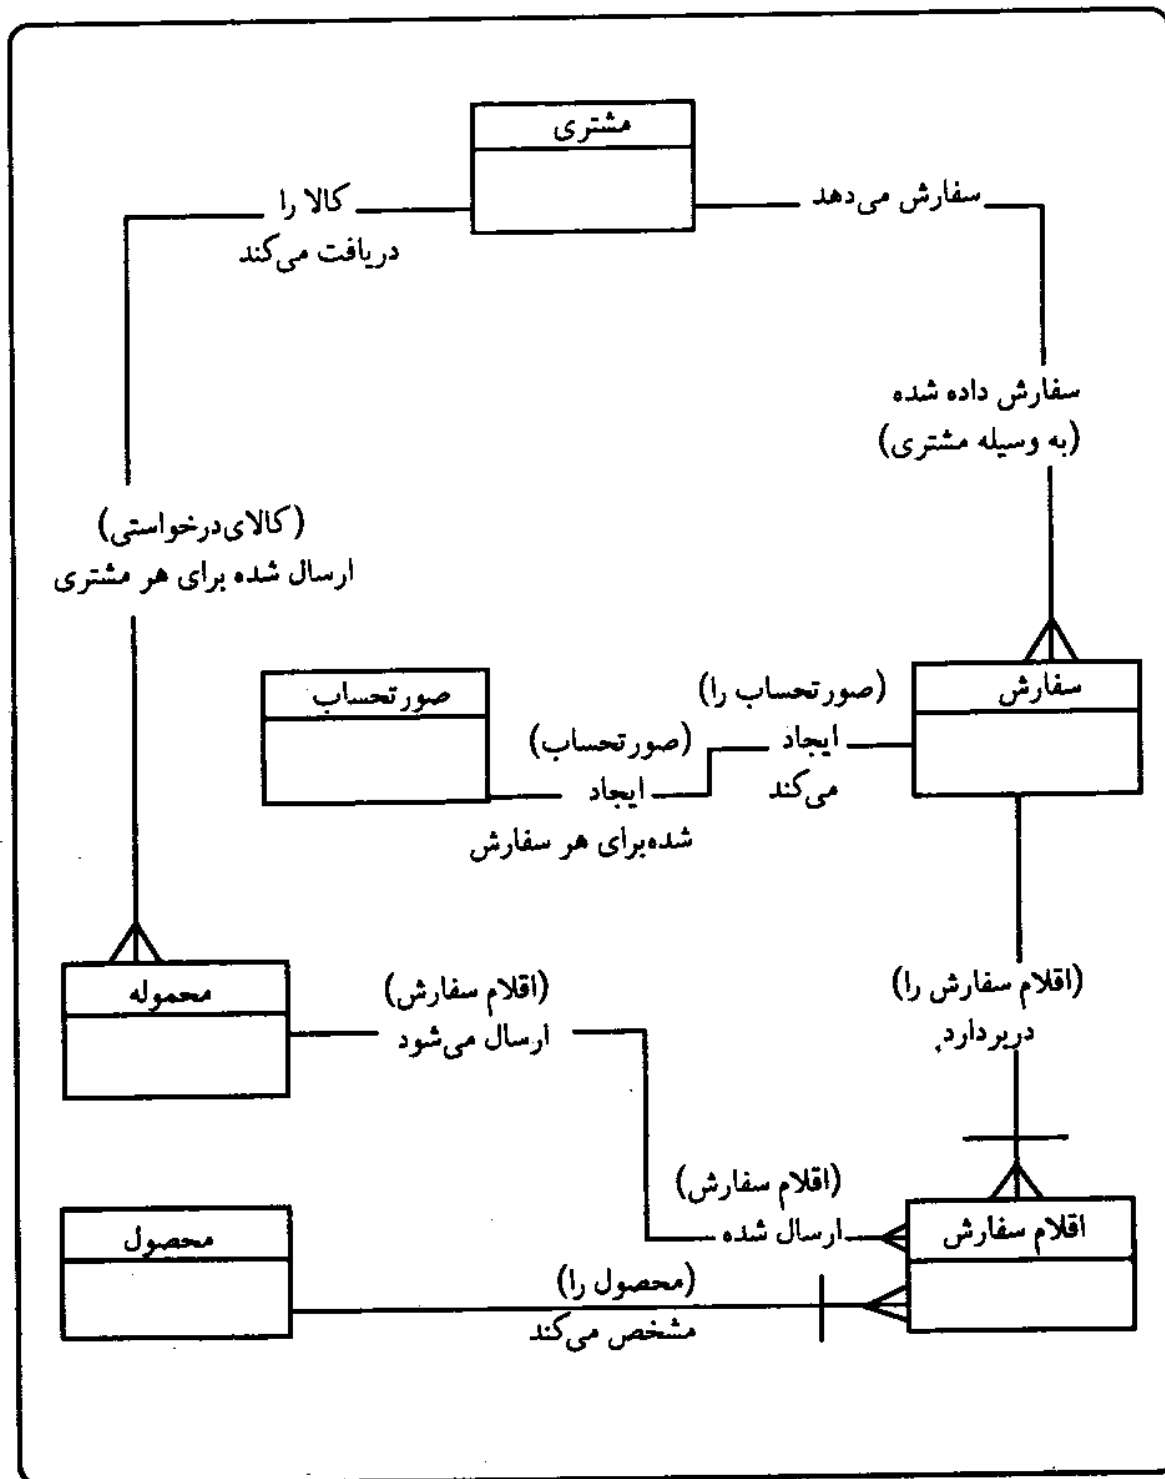 مشتری
سفارش می‌دهد
کالا را
دریافت می‌کند
سفارش داده شده
(به وسیله مشتری)
(کالای‌درخواستی)
ارسال شده برای هر مشتری
سفارش
(صورتحساب را)
ایجاد
می‌کند
صورتحساب
(صورتحساب)
ایجاد
شده‌برای هر سفارش
(اقلام سفارش را)
دربردارد
محموله
(اقلام سفارش)
ارسال می‌شود
(اقلام سفارش)
ارسال شده
اقلام سفارش
محصول
(محصول را)
مشخص می‌کند